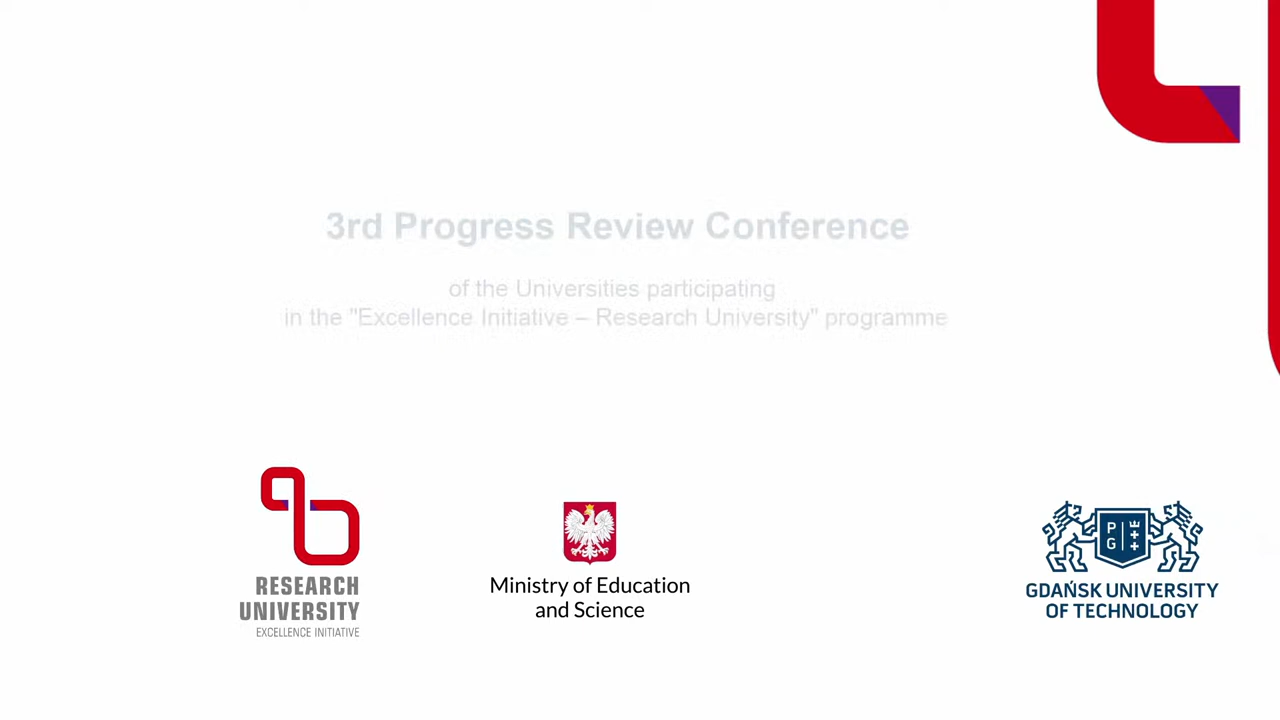 3rd Progress Review Conference
of the Universities participating
in the "Excellence Initiative – Research University" programme
RESEARCH
UNIVERSITY
EXCELLENCE INITIATIVE
Ministry of Education
and Science
P G
GDAŃSK UNIVERSITY
OF TECHNOLOGY